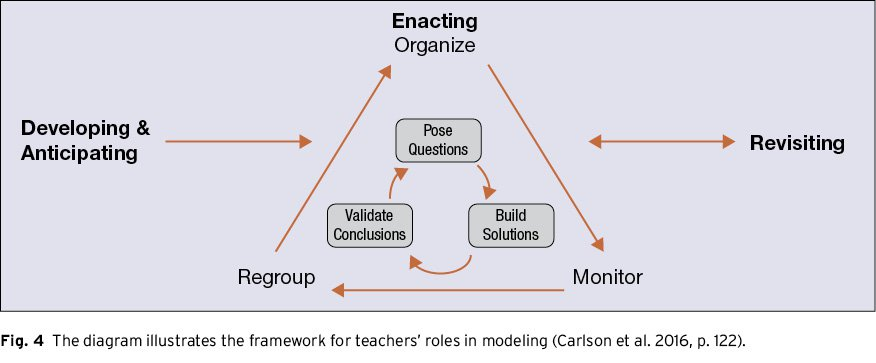 Enacting
Organize
Developing &
Anticipating
Pose
Questions
Revisiting
Validate
Conclusions
Build
Solutions
Regroup
Monitor
Fig. 4 The diagram illustrates the framework for teachers' roles in modeling (Carlson et al. 2016, p. 122).